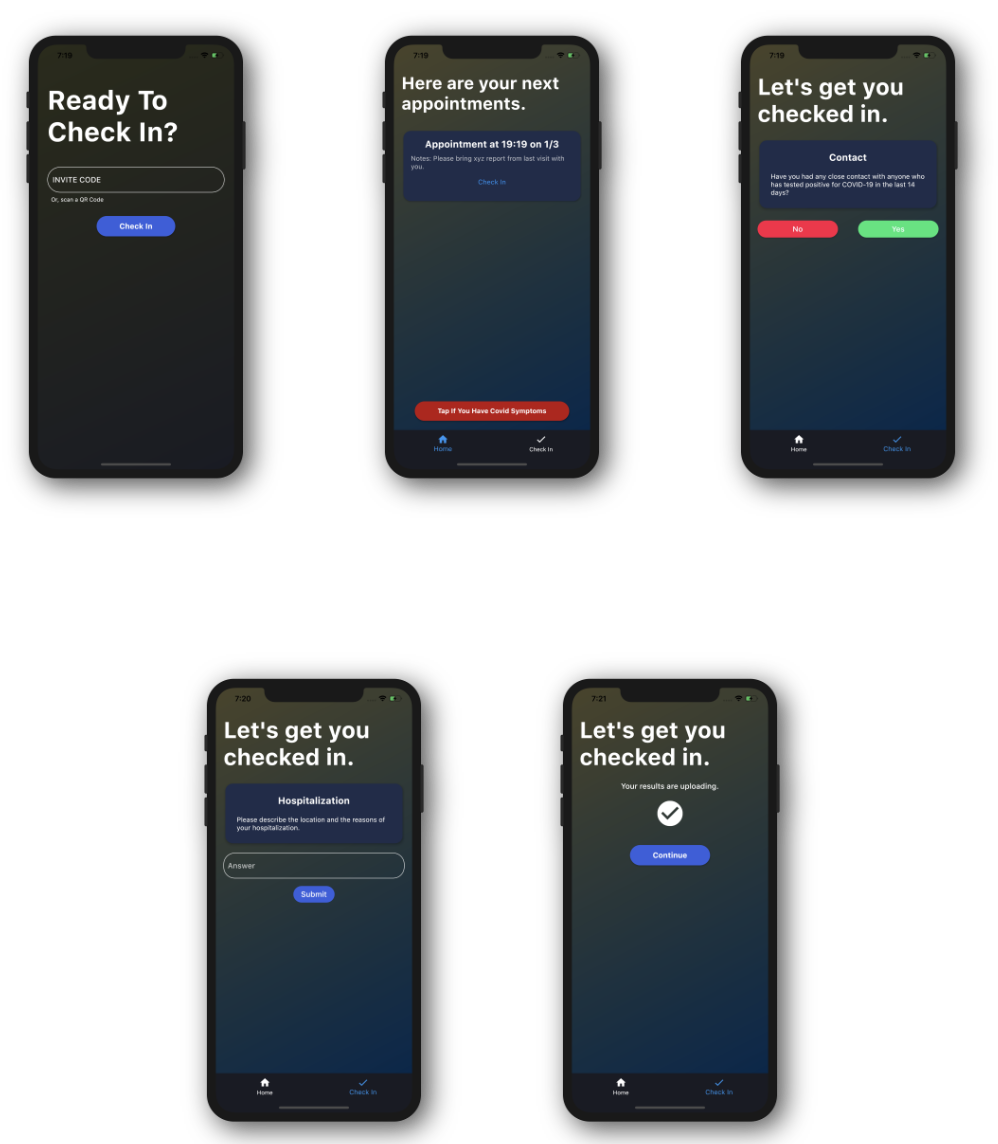 7:19
Ready To
Check In?
INVITE CODE
Or, scan a QR Code
Check In
7:19
Here are your next
appointments.
Appointment at 19:19 on 1/3
Notes: Please bring xyz report from last visit with
you.
Check In
Tap If You Have Covid Symptoms
Home
Check In
7:19
Let's get you
checked in.
Contact
Have you had any close contact with anyone who
has tested positive for COVID-19 in the last 14
days?
No
Yes
Home
Check In
7:20
Let's get you
checked in.
Hospitalization
Please describe the location and the reasons of
your hospitalization.
Answer
Submit
Home
Check In
7:21
Let's get you
checked in.
Your results are uploading.
Continue
Home
Check In